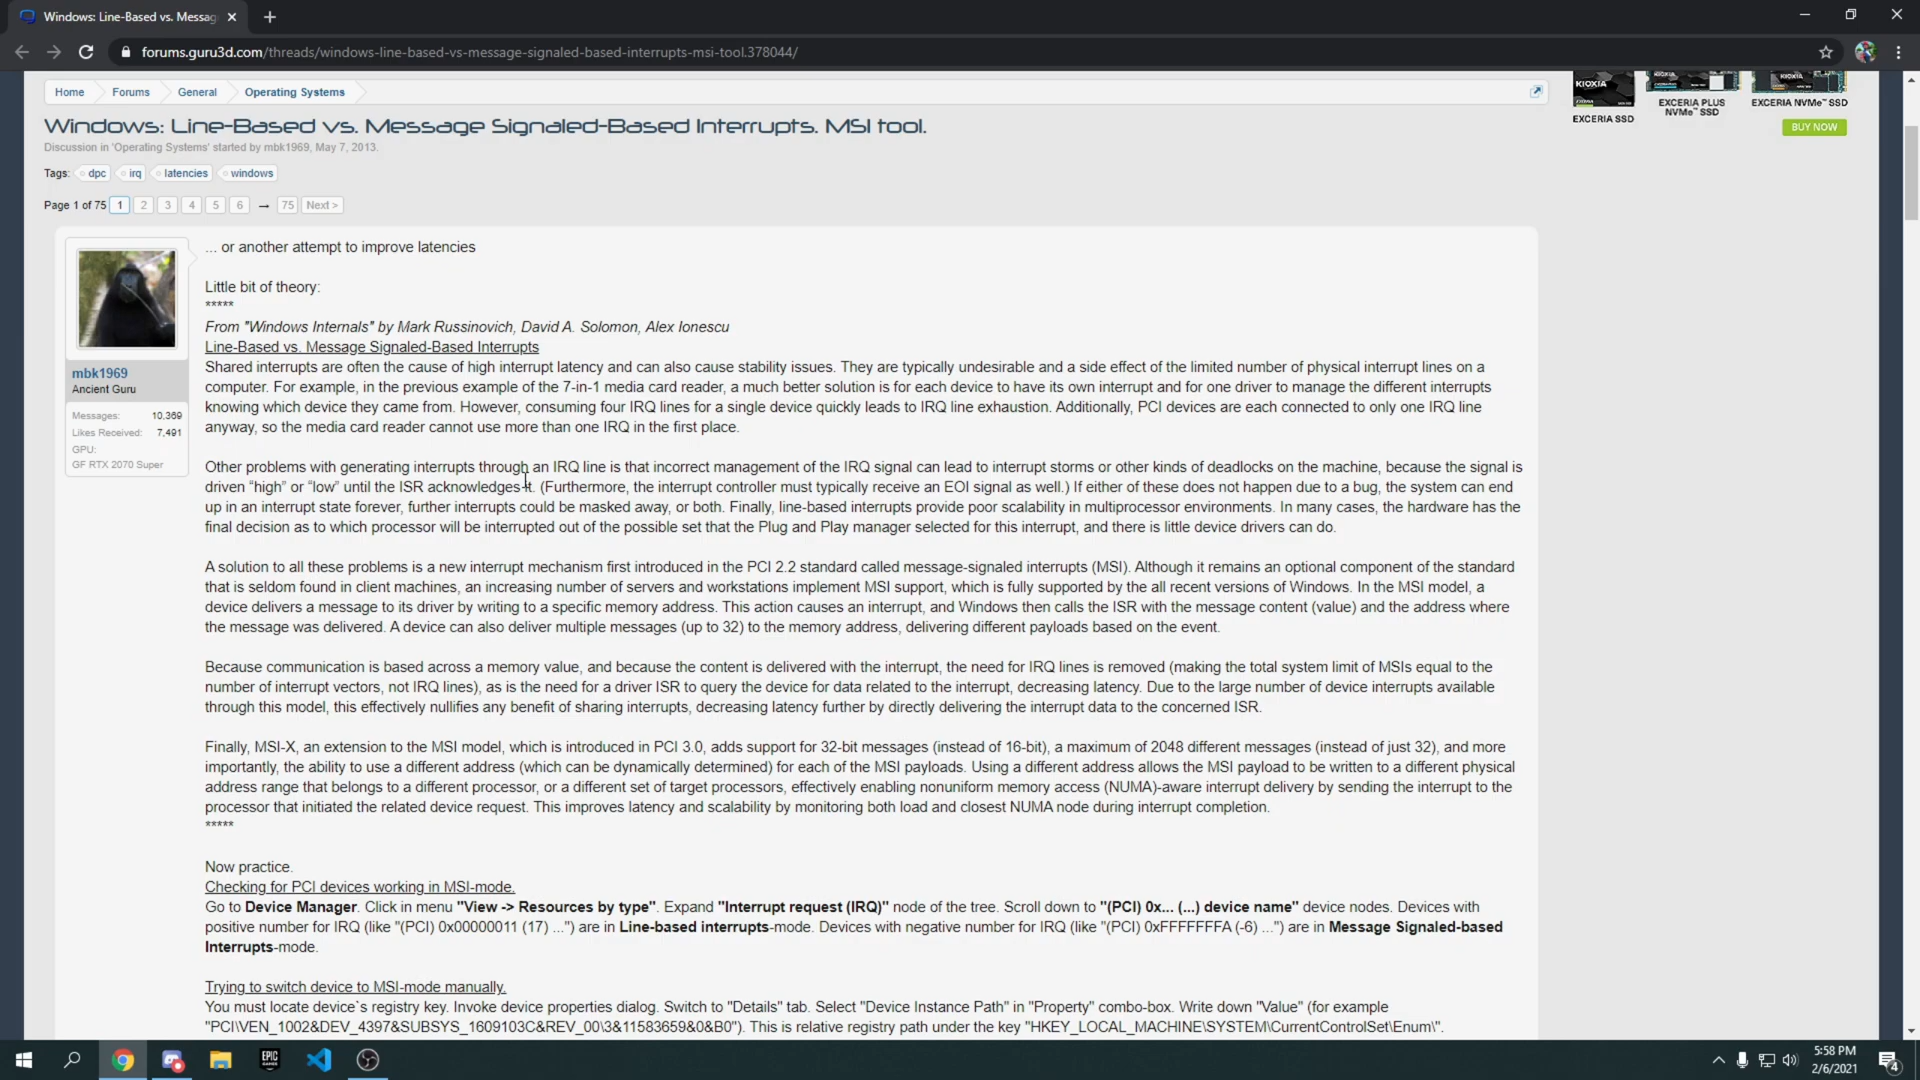 Windows: Line-Based vs. Messag
forums.guru3d.com/threads/windows-line-based-vs-message-signaled-based-interrupts-msi-tool.378044/
Home Forums General Operating Systems
KIOXIA KIOXIA KIOXIA
EXCERIA SSD EXCERIA PLUS NVMe™ SSD EXCERIA NVMe™ SSD
BUY NOW
Windows: Line-Based vs. Message Signaled-Based Interrupts. MSI tool.
Discussion in 'Operating Systems' started by mbk1969, May 7, 2013.
Tags: dpc irq latencies windows
Page 1 of 75 1 2 3 4 5 6 → 75 Next >
mbk1969
Ancient Guru
Messages: 10,369
Likes Received: 7,491
GPU:
GF RTX 2070 Super
... or another attempt to improve latencies
Little bit of theory:
*****
From "Windows Internals" by Mark Russinovich, David A. Solomon, Alex Ionescu
Line-Based vs. Message Signaled-Based Interrupts
Shared interrupts are often the cause of high interrupt latency and can also cause stability issues. They are typically undesirable and a side effect of the limited number of physical interrupt lines on a
computer. For example, in the previous example of the 7-in-1 media card reader, a much better solution is for each device to have its own interrupt and for one driver to manage the different interrupts
knowing which device they came from. However, consuming four IRQ lines for a single device quickly leads to IRQ line exhaustion. Additionally, PCI devices are each connected to only one IRQ line
anyway, so the media card reader cannot use more than one IRQ in the first place.
Other problems with generating interrupts through an IRQ line is that incorrect management of the IRQ signal can lead to interrupt storms or other kinds of deadlocks on the machine, because the signal is
driven “high” or “low” until the ISR acknowledges it. (Furthermore, the interrupt controller must typically receive an EOI signal as well.) If either of these does not happen due to a bug, the system can end
up in an interrupt state forever, further interrupts could be masked away, or both. Finally, line-based interrupts provide poor scalability in multiprocessor environments. In many cases, the hardware has the
final decision as to which processor will be interrupted out of the possible set that the Plug and Play manager selected for this interrupt, and there is little device drivers can do.
A solution to all these problems is a new interrupt mechanism first introduced in the PCI 2.2 standard called message-signaled interrupts (MSI). Although it remains an optional component of the standard
that is seldom found in client machines, an increasing number of servers and workstations implement MSI support, which is fully supported by the all recent versions of Windows. In the MSI model, a
device delivers a message to its driver by writing to a specific memory address. This action causes an interrupt, and Windows then calls the ISR with the message content (value) and the address where
the message was delivered. A device can also deliver multiple messages (up to 32) to the memory address, delivering different payloads based on the event.
Because communication is based across a memory value, and because the content is delivered with the interrupt, the need for IRQ lines is removed (making the total system limit of MSIs equal to the
number of interrupt vectors, not IRQ lines), as is the need for a driver ISR to query the device for data related to the interrupt, decreasing latency. Due to the large number of device interrupts available
through this model, this effectively nullifies any benefit of sharing interrupts, decreasing latency further by directly delivering the interrupt data to the concerned ISR.
Finally, MSI-X, an extension to the MSI model, which is introduced in PCI 3.0, adds support for 32-bit messages (instead of 16-bit), a maximum of 2048 different messages (instead of just 32), and more
importantly, the ability to use a different address (which can be dynamically determined) for each of the MSI payloads. Using a different address allows the MSI payload to be written to a different physical
address range that belongs to a different processor, or a different set of target processors, effectively enabling nonuniform memory access (NUMA)-aware interrupt delivery by sending the interrupt to the
processor that initiated the related device request. This improves latency and scalability by monitoring both load and closest NUMA node during interrupt completion.
*****
Now practice.
Checking for PCI devices working in MSI-mode.
Go to Device Manager. Click in menu "View -> Resources by type". Expand "Interrupt request (IRQ)" node of the tree. Scroll down to "(PCI) 0x... (...) device name" device nodes. Devices with
positive number for IRQ (like "(PCI) 0x00000011 (17) ...") are in Line-based interrupts-mode. Devices with negative number for IRQ (like "(PCI) 0xFFFFFFFA (-6) ...") are in Message Signaled-based
Interrupts-mode.
Trying to switch device to MSI-mode manually.
You must locate device`s registry key. Invoke device properties dialog. Switch to "Details" tab. Select "Device Instance Path" in "Property" combo-box. Write down "Value" (for example
"PCI\VEN_1002&DEV_4397&SUBSYS_1609103C&REV_00\3&11583659&0&B0"). This is relative registry path under the key "HKEY_LOCAL_MACHINE\SYSTEM\CurrentControlSet\Enum\".
EPIC GAMES
5:58 PM
2/6/2021
4